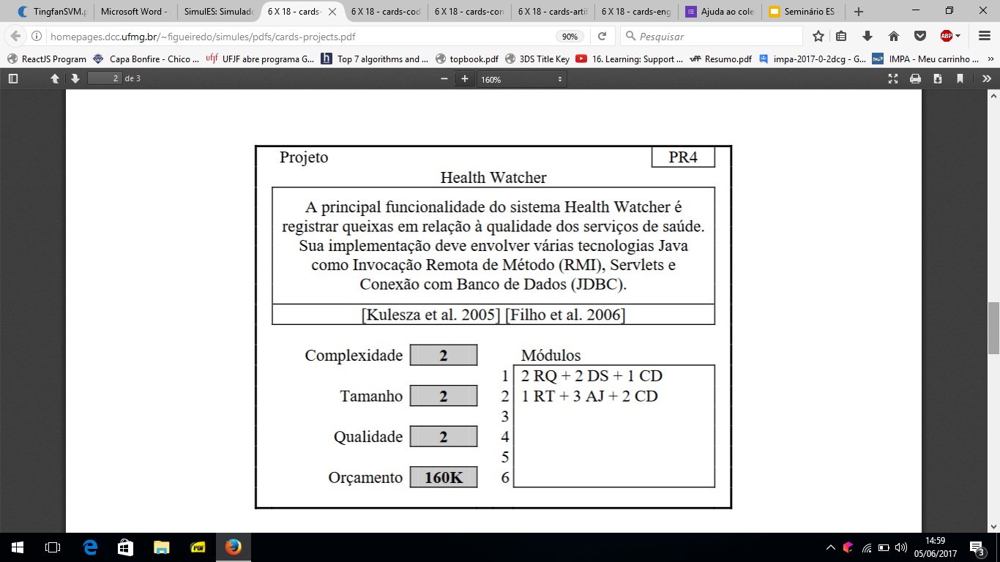 TingfanSVM.p
Microsoft Word -
SimulES: Simulado
6 X 18 - cards-
6 X 18 - cards-cod
6 X 18 - cards-con
6 X 18 - cards-artif
6 X 18 - cards-eng
Ajuda ao cole
Seminário ES -
homepages.dcc.ufmg.br/~figueiredo/simules/pdfs/cards-projects.pdf
90%
Pesquisar
ABP
ReactJS Program
Capa Bonfire - Chico ...
ufjf UFJF abre programa G...
h Top 7 algorithms and ...
topbook.pdf
3DS Title Key
16. Learning: Support ...
Resumo.pdf
impa-2017-0-2dcg - G...
IMPA - Meu carrinho ...
2 de 3
160%
Projeto PR4
Health Watcher
A principal funcionalidade do sistema Health Watcher é
registrar queixas em relação à qualidade dos serviços de saúde.
Sua implementação deve envolver várias tecnologias Java
como Invocação Remota de Método (RMI), Servlets e
Conexão com Banco de Dados (JDBC).
[Kulesza et al. 2005] [Filho et al. 2006]
Complexidade 2
Tamanho 2
Qualidade 2
Orçamento 160K
Módulos
1 2 RQ + 2 DS + 1 CD
2 1 RT + 3 AJ + 2 CD
3
4
5
6
PDF
14:59
05/06/2017
3